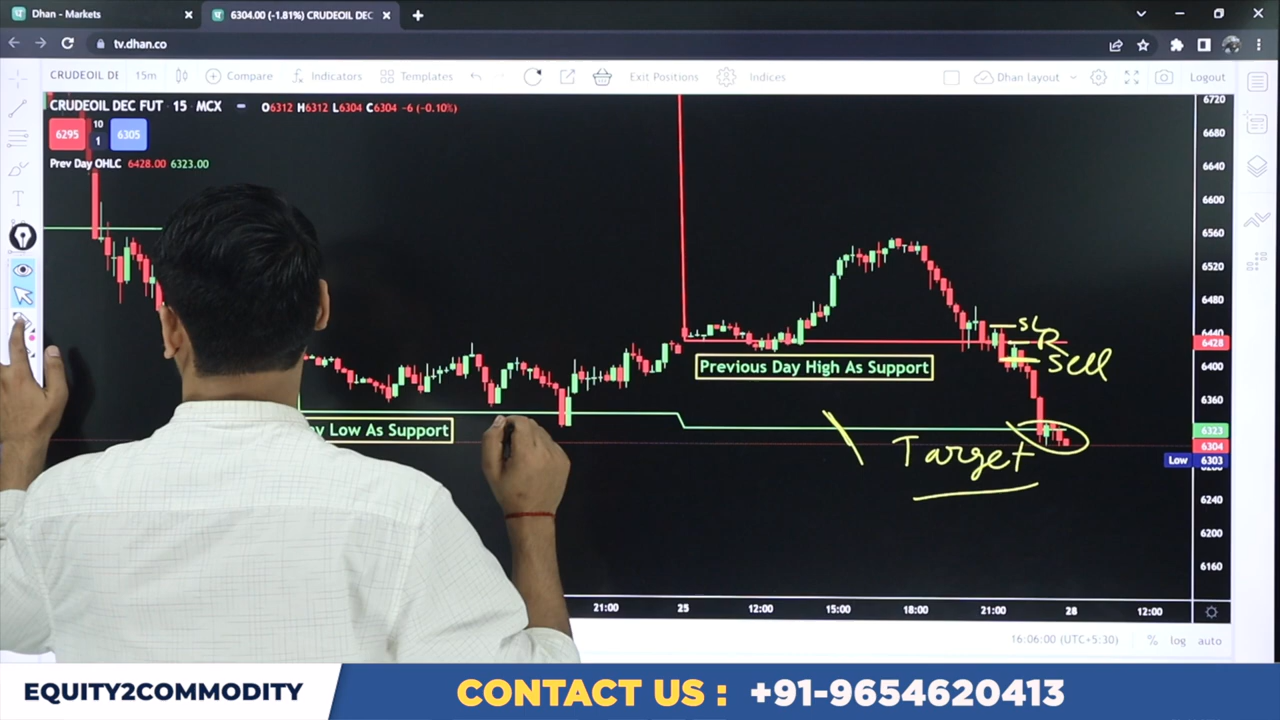 Dhan - Markets
6304.00 (-1.81%) CRUDEOIL DEC
tv.dhan.co
CRUDEOIL DE 15m Compare Indicators Templates Exit Positions Indices Dhan layout Logout
CRUDEOIL DEC FUT · 15 · MCX O6312 H6312 L6304 C6304 -6 (-0.10%)
6295 10 1 6305
Prev Day OHLC 6428.00 6323.00
6720
6680
6640
6600
6560
6520
6480
6440
6428
6400
6360
6323
6304
Low 6303
6240
6200
6160
SL
R
Sell
Previous Day High As Support
Low As Support
Target
21:00 25 12:00 15:00 18:00 21:00 28 12:00
16:06:00 (UTC+5:30) % log auto
EQUITY2COMMODITY
CONTACT US : +91-9654620413